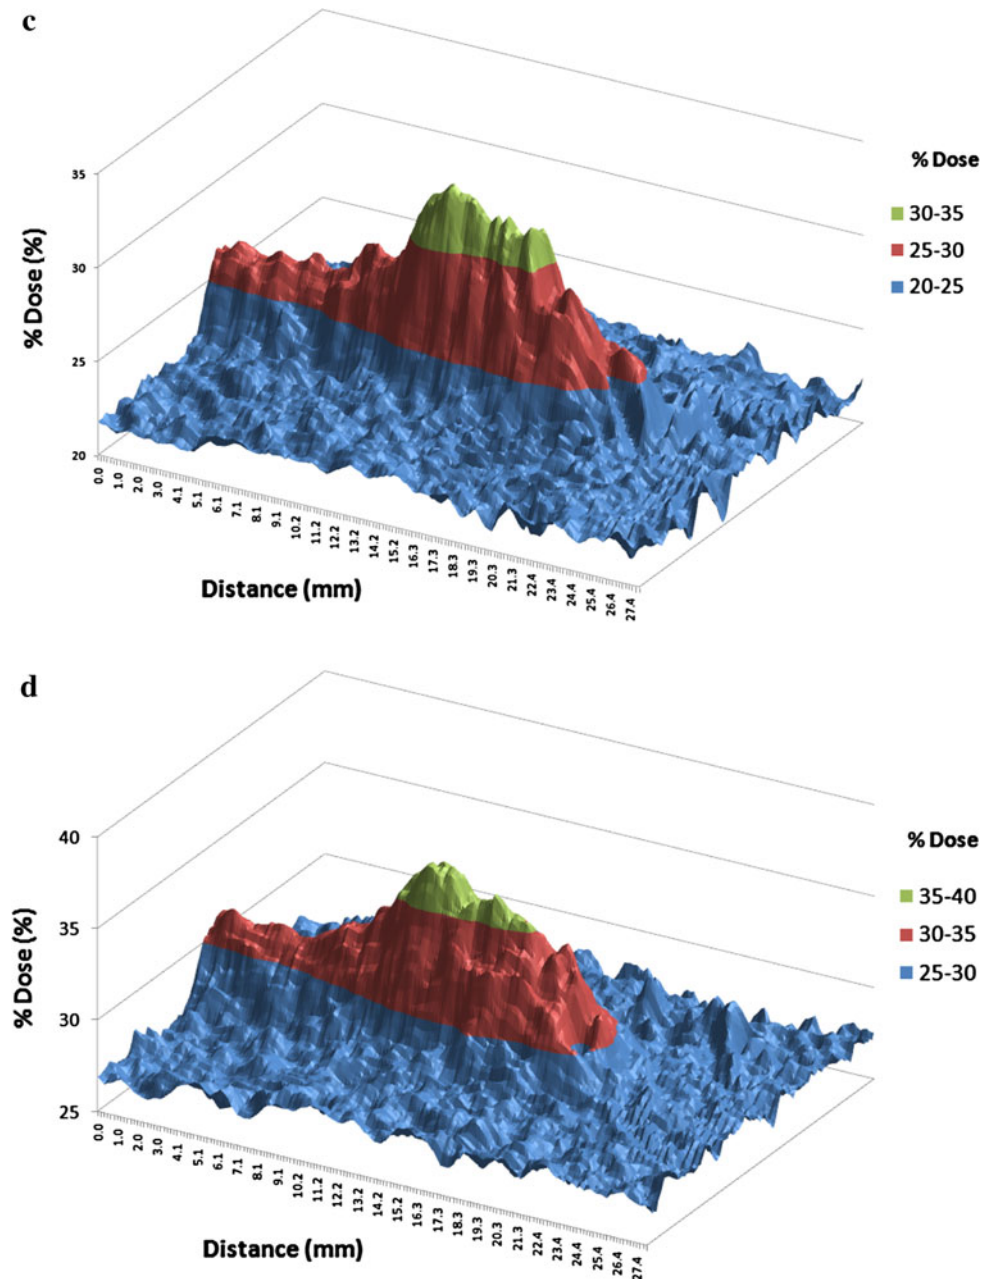 c
% Dose
30-35
25-30
20-25
35
30
25
20
% Dose (%)
0.0 1.0 2.0 3.0 4.1 5.1 6.1 7.1 8.1 9.1 10.2 11.2 12.2 13.2 14.2 15.2 16.3 17.3 18.3 19.3 20.3 21.3 22.4 23.4 24.4 25.4 26.4 27.4
Distance (mm)
d
% Dose
35-40
30-35
25-30
40
35
30
25
% Dose (%)
0.0 1.0 2.0 3.0 4.1 5.1 6.1 7.1 8.1 9.1 10.2 11.2 12.2 13.2 14.2 15.2 16.3 17.3 18.3 19.3 20.3 21.3 22.4 23.4 24.4 25.4 26.4 27.4
Distance (mm)